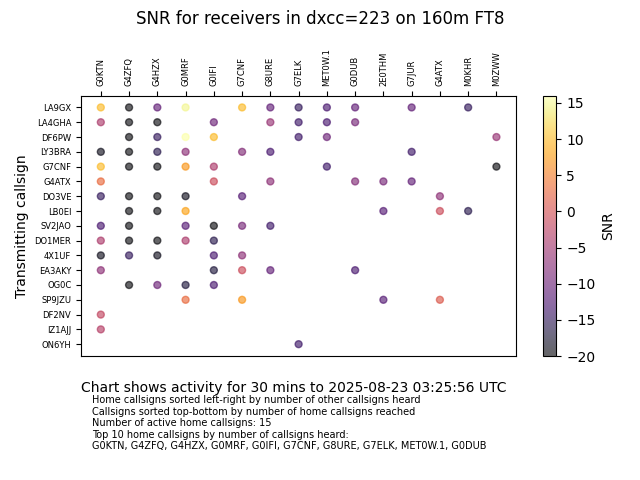 SNR for receivers in dxcc=223 on 160m FT8
G0KTN G4ZFQ G4HZX G0MRF G0IFI G7CNF G8URE G7ELK MET0W.1 G0DUB 2E0THM G7JUR G4ATX M0KHR M0ZWW
Transmitting callsign
LA9GX
LA4GHA
DF6PW
LY3BRA
G7CNF
G4ATX
DO3VE
LB0EI
SV2JAO
DO1MER
4X1UF
EA3AKY
OG0C
SP9JZU
DF2NV
IZ1AJJ
ON6YH
15
10
5
0
−5
−10
−15
−20
SNR
Chart shows activity for 30 mins to 2025-08-23 03:25:56 UTC
Home callsigns sorted left-right by number of other callsigns heard
Callsigns sorted top-bottom by number of home callsigns reached
Number of active home callsigns: 15
Top 10 home callsigns by number of callsigns heard:
G0KTN, G4ZFQ, G4HZX, G0MRF, G0IFI, G7CNF, G8URE, G7ELK, MET0W.1, G0DUB